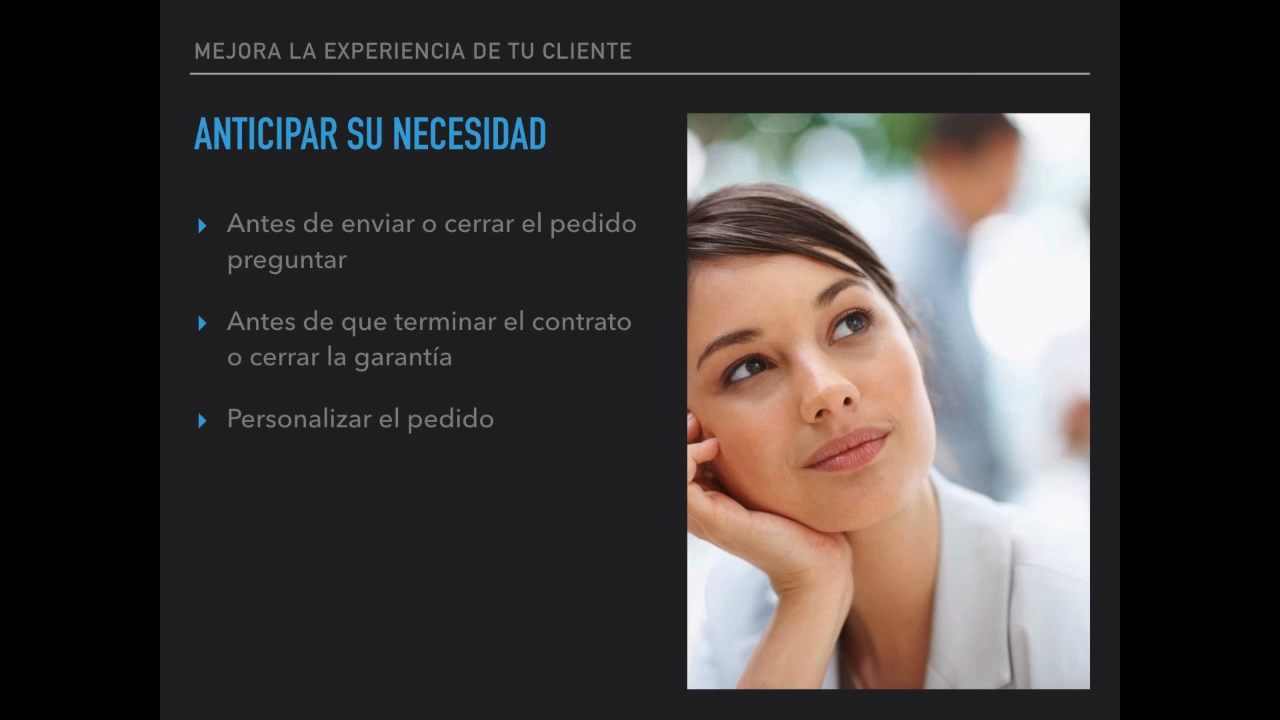 MEJORA LA EXPERIENCIA DE TU CLIENTE
ANTICIPAR SU NECESIDAD
Antes de enviar o cerrar el pedido
preguntar
Antes de que terminar el contrato
o cerrar la garantía
Personalizar el pedido